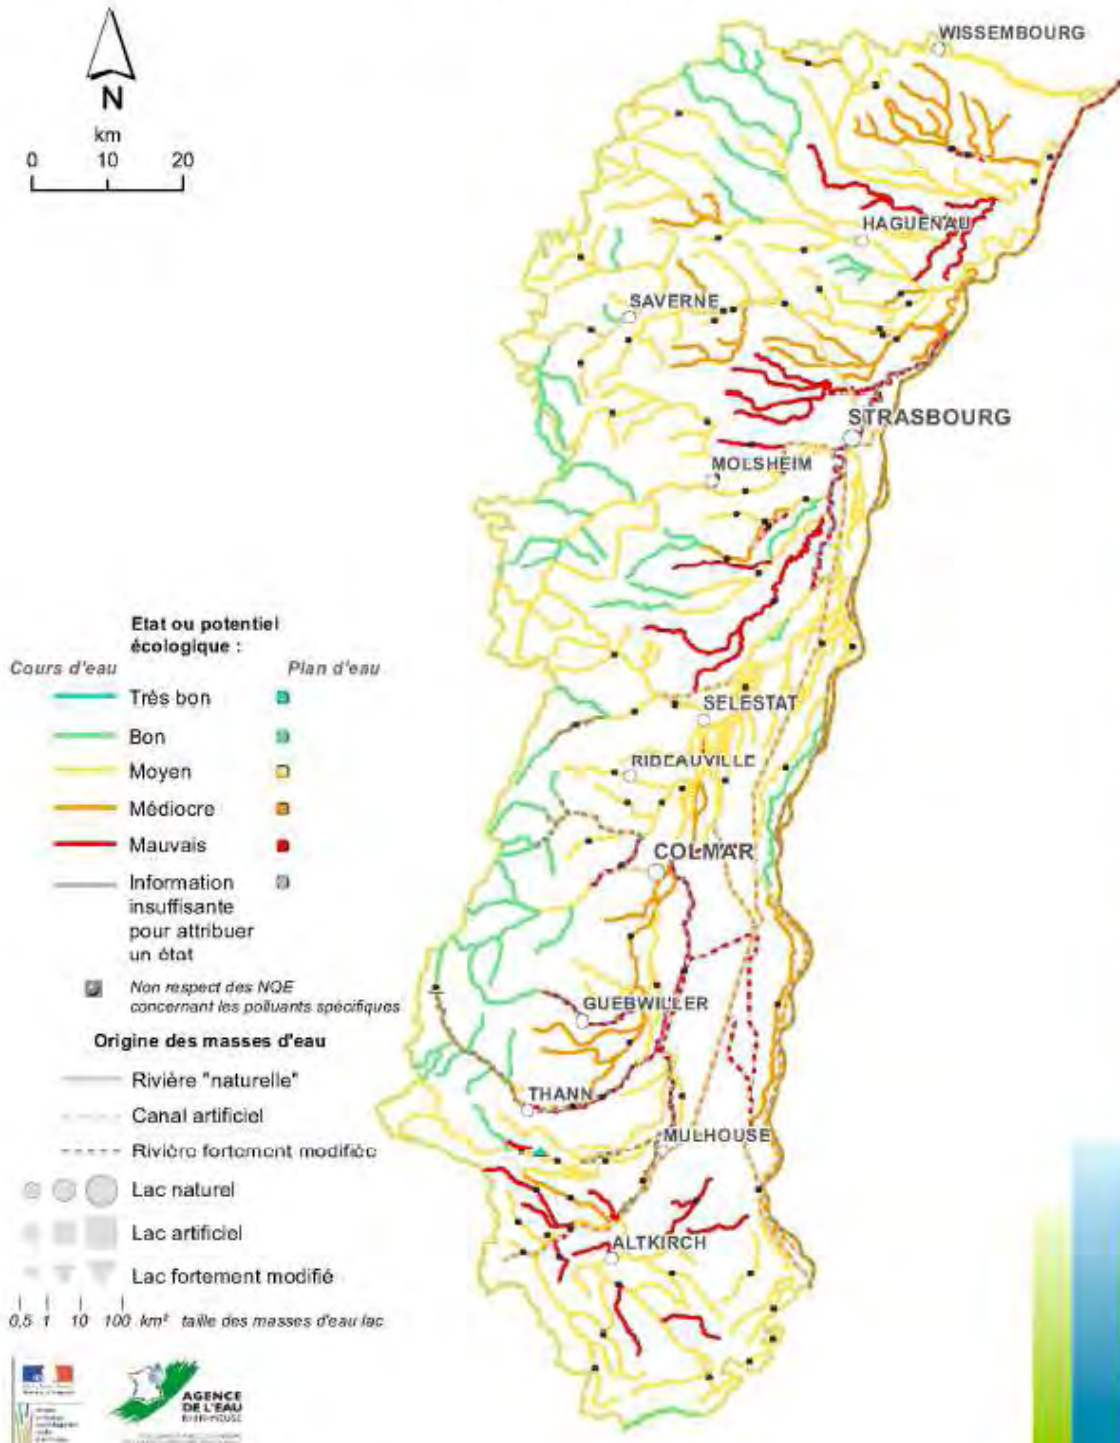 N
km
0 10 20
WISSEMBOURG
HAGUENAU
SAVERNE
STRASBOURG
MOLSHEIM
SELESTAT
RIBEAUVILLE
COLMAR
GUEBWILLER
THANN
MULHOUSE
ALTKIRCH
Etat ou potentiel
écologique :
Cours d'eau Plan d'eau
Très bon
Bon
Moyen
Médiocre
Mauvais
Information
insuffisante
pour attribuer
un état
Non respect des NQE
concernant les polluants spécifiques
Origine des masses d'eau
Rivière "naturelle"
Canal artificiel
Rivière fortement modifiée
Lac naturel
Lac artificiel
Lac fortement modifié
0,5 1 10 100 km² taille des masses d'eau lac
AGENCE
DE L'EAU
RHIN-MEUSE